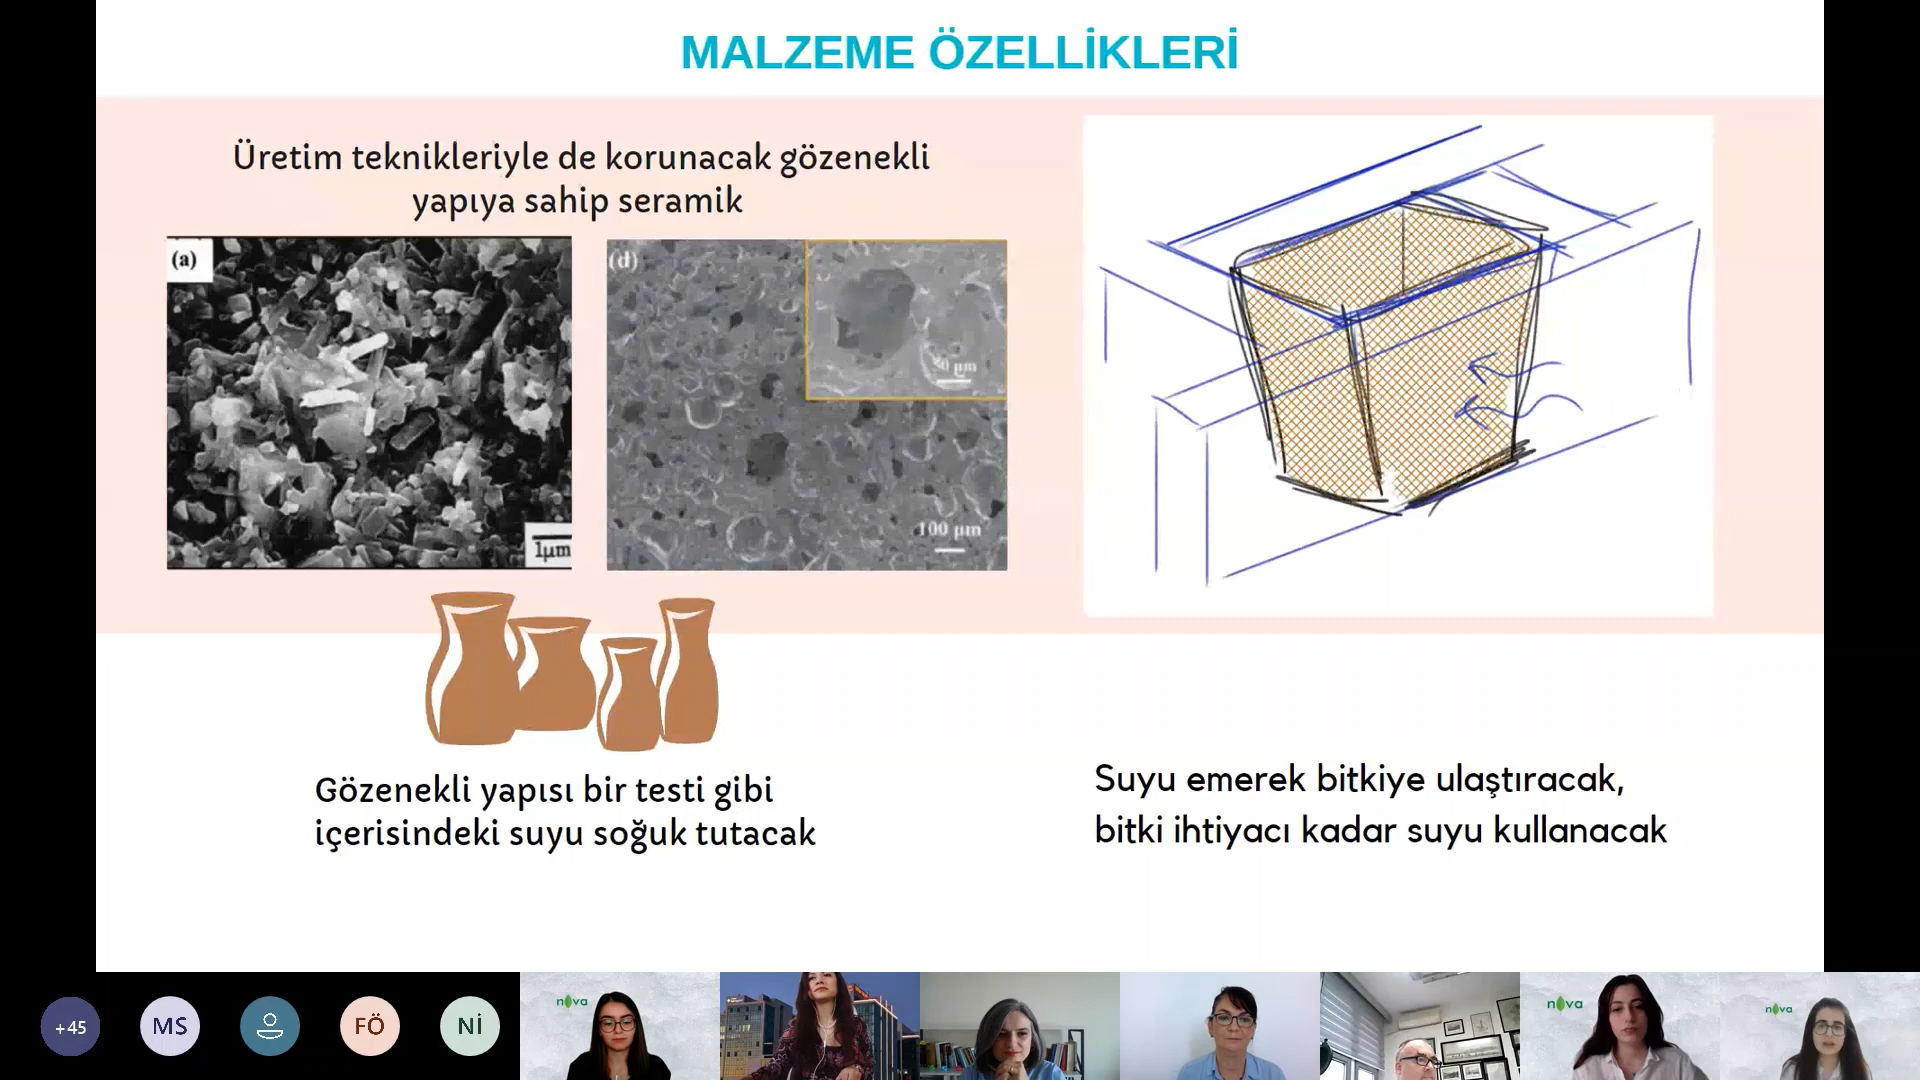 MALZEME ÖZELLİKLERİ
Üretim teknikleriyle de korunacak gözenekli
yapıya sahip seramik
(a)
1µm
(d)
50 µm
100 µm
Gözenekli yapısı bir testi gibi
içerisindeki suyu soğuk tutacak
Suyu emerek bitkiye ulaştıracak,
bitki ihtiyacı kadar suyu kullanacak
+45
MS
FÖ
Nİ
nova
nova
nova